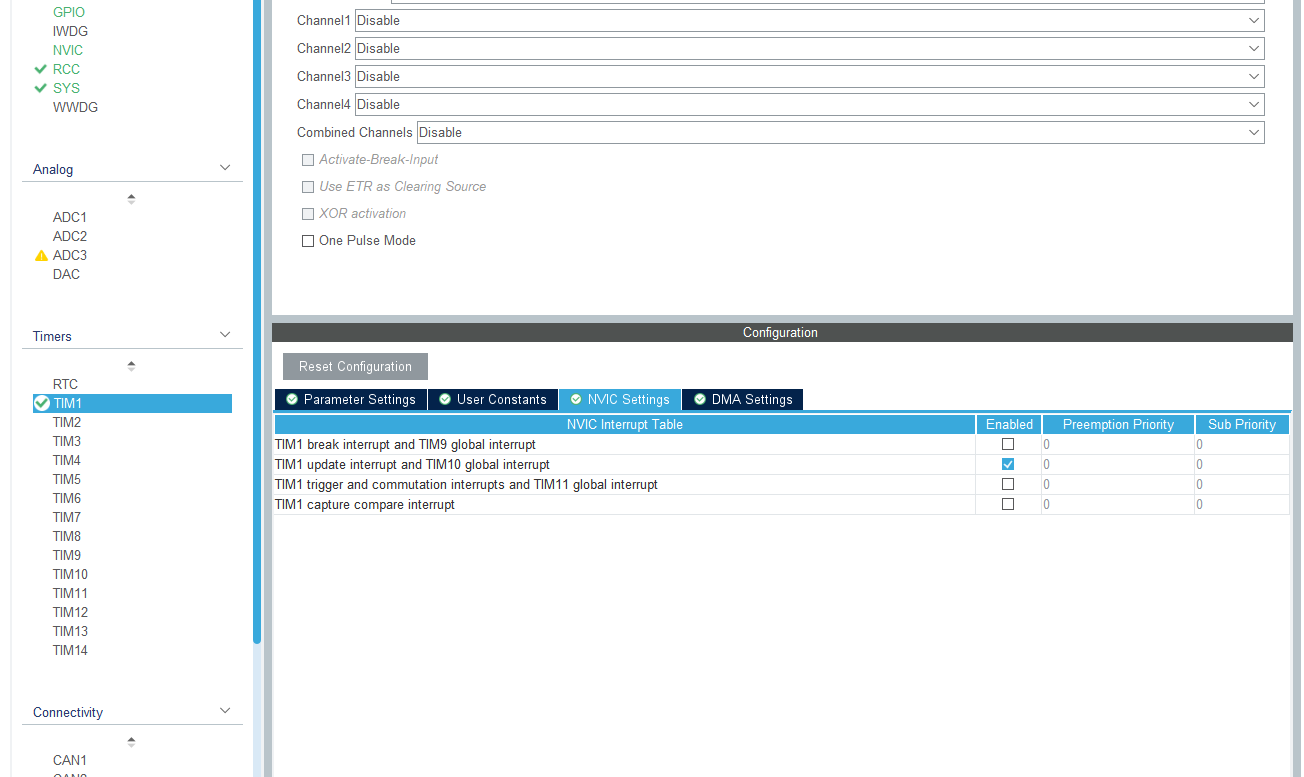 GPIO
IWDG
NVIC
RCC
SYS
WWDG
Analog
ADC1
ADC2
ADC3
DAC
Timers
RTC
TIM1
TIM2
TIM3
TIM4
TIM5
TIM6
TIM7
TIM8
TIM9
TIM10
TIM11
TIM12
TIM13
TIM14
Connectivity
CAN1
Channel1 Disable
Channel2 Disable
Channel3 Disable
Channel4 Disable
Combined Channels Disable
Activate-Break-Input
Use ETR as Clearing Source
XOR activation
One Pulse Mode
Configuration
Reset Configuration
Parameter Settings User Constants NVIC Settings DMA Settings
NVIC Interrupt Table Enabled Preemption Priority Sub Priority
TIM1 break interrupt and TIM9 global interrupt 0 0
TIM1 update interrupt and TIM10 global interrupt 0 0
TIM1 trigger and commutation interrupts and TIM11 global interrupt 0 0
TIM1 capture compare interrupt 0 0